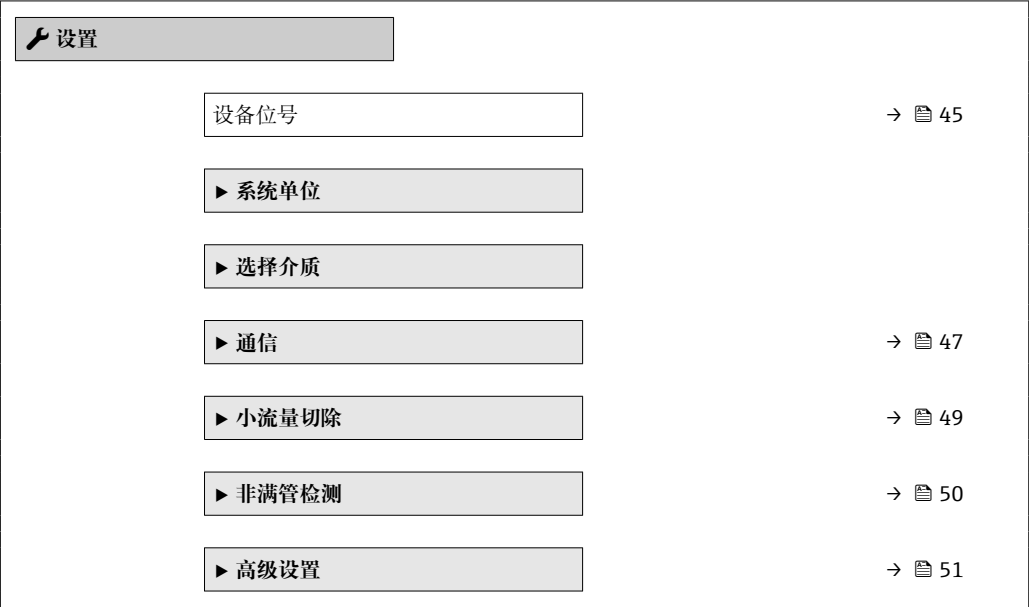 设置
设备位号 → 45
▶ 系统单位
▶ 选择介质
▶ 通信 → 47
▶ 小流量切除 → 49
▶ 非满管检测 → 50
▶ 高级设置 → 51